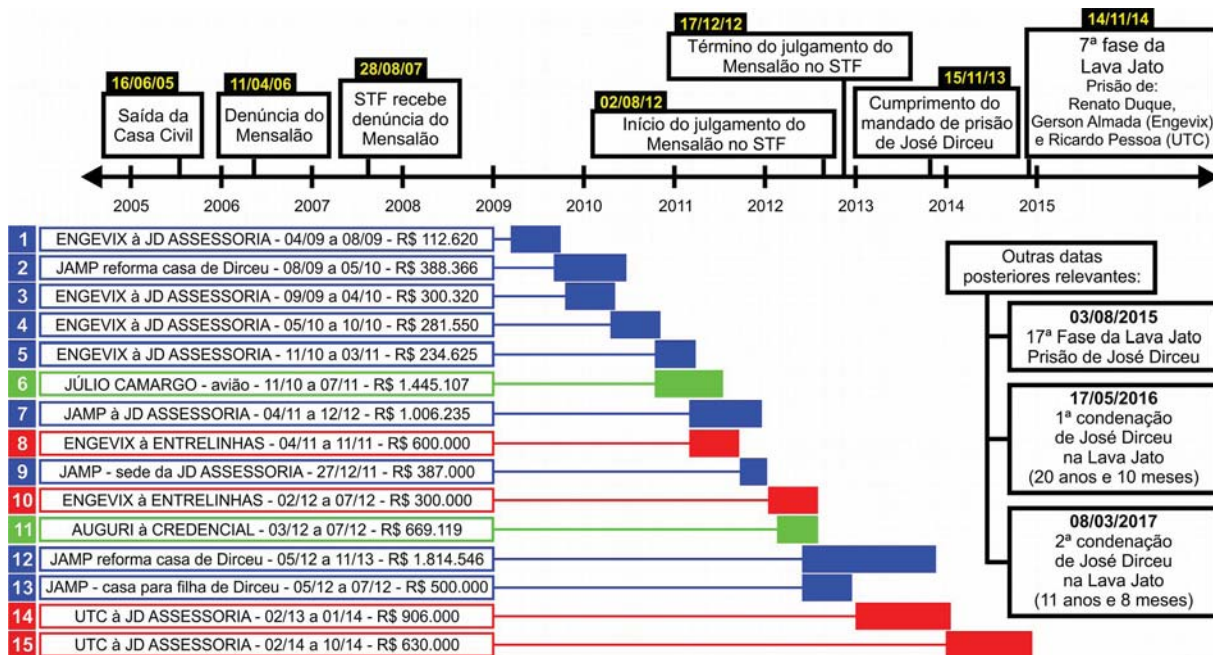 16/06/05
Saída da
Casa Civil
11/04/06
Denúncia do
Mensalão
28/08/07
STF recebe
denúncia do
Mensalão
02/08/12
Início do julgamento do
Mensalão no STF
17/12/12
Término do julgamento do
Mensalão no STF
15/11/13
Cumprimento do
mandado de prisão
de José Dirceu
14/11/14
7ª fase da
Lava Jato
Prisão de:
Renato Duque,
Gerson Almada (Engevix)
e Ricardo Pessoa (UTC)
2005 2006 2007 2008 2009 2010 2011 2012 2013 2014 2015
1 ENGEVIX à JD ASSESSORIA - 04/09 a 08/09 - R$ 112.620
2 JAMP reforma casa de Dirceu - 08/09 a 05/10 - R$ 388.366
3 ENGEVIX à JD ASSESSORIA - 09/09 a 04/10 - R$ 300.320
4 ENGEVIX à JD ASSESSORIA - 05/10 a 10/10 - R$ 281.550
5 ENGEVIX à JD ASSESSORIA - 11/10 a 03/11 - R$ 234.625
6 JÚLIO CAMARGO - avião - 11/10 a 07/11 - R$ 1.445.107
7 JAMP à JD ASSESSORIA - 04/11 a 12/12 - R$ 1.006.235
8 ENGEVIX à ENTRELINHAS - 04/11 a 11/11 - R$ 600.000
9 JAMP - sede da JD ASSESSORIA - 27/12/11 - R$ 387.000
10 ENGEVIX à ENTRELINHAS - 02/12 a 07/12 - R$ 300.000
11 AUGURI à CREDENCIAL - 03/12 a 07/12 - R$ 669.119
12 JAMP reforma casa de Dirceu - 05/12 a 11/13 - R$ 1.814.546
13 JAMP - casa para filha de Dirceu - 05/12 a 07/12 - R$ 500.000
14 UTC à JD ASSESSORIA - 02/13 a 01/14 - R$ 906.000
15 UTC à JD ASSESSORIA - 02/14 a 10/14 - R$ 630.000
Outras datas
posteriores relevantes:
03/08/2015
17ª Fase da Lava Jato
Prisão de José Dirceu
17/05/2016
1ª condenação
de José Dirceu
na Lava Jato
(20 anos e 10 meses)
08/03/2017
2ª condenação
de José Dirceu
na Lava Jato
(11 anos e 8 meses)